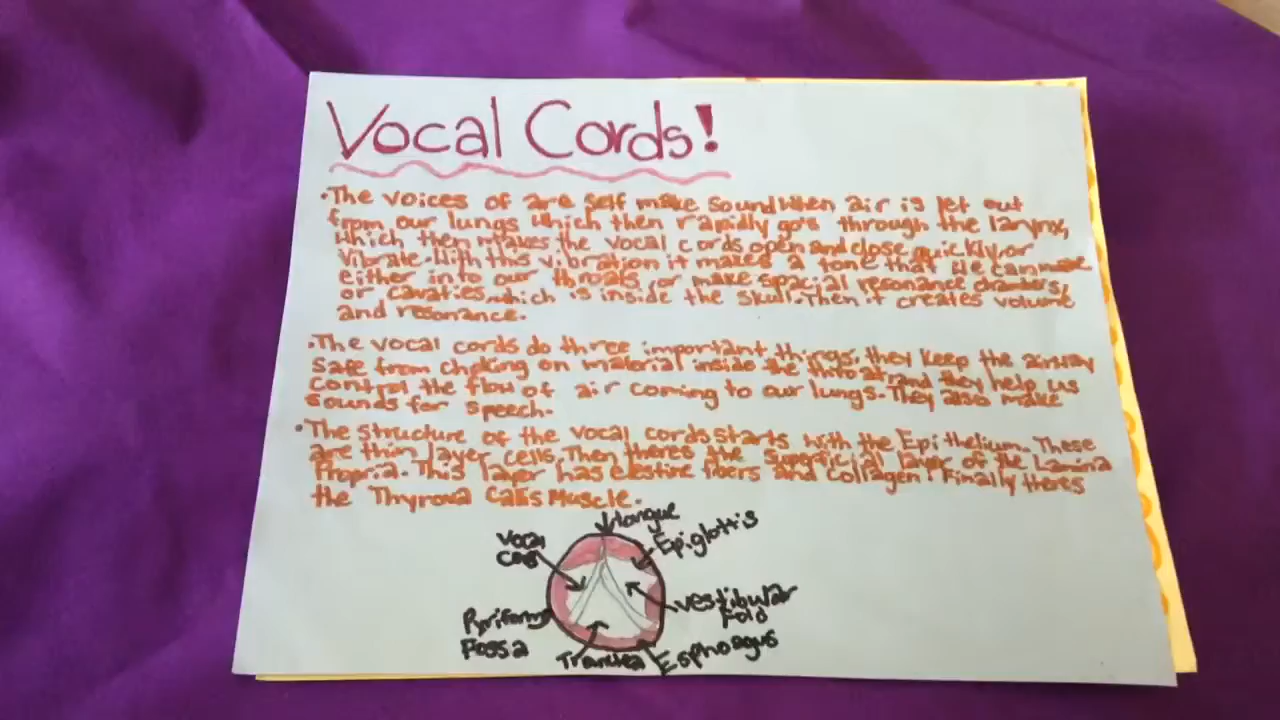 Vocal Cords!
•The voices of are self make sound when air is let out
from our lungs which then rapidly go's through the larynx,
which then makes the vocal cords open and close quickly, or
vibrate. With this vibration it makes a tone that we can use
either into our throats, or make spacial resonance chambers,
or cavaties, which is inside the skull. Then it creates volume
and resonance.
•The vocal cords do three important things. they keep the airway
safe from choking on material inside the throat, and they help us
control the flow of air coming to our lungs. They also make
sounds for speech.
•The structure of the vocal cords starts with the Epithelium. These
are thin layer cells. Then theres the Superficial layer of the Lamina
Propria. This layer has elestine fibers and Collagen! Finally theres
the Thyrova Calis Muscle.
tongue
Vocal
Epiglottis
Vestibular
Fold
Pyriform
Fossa
Esphoagus